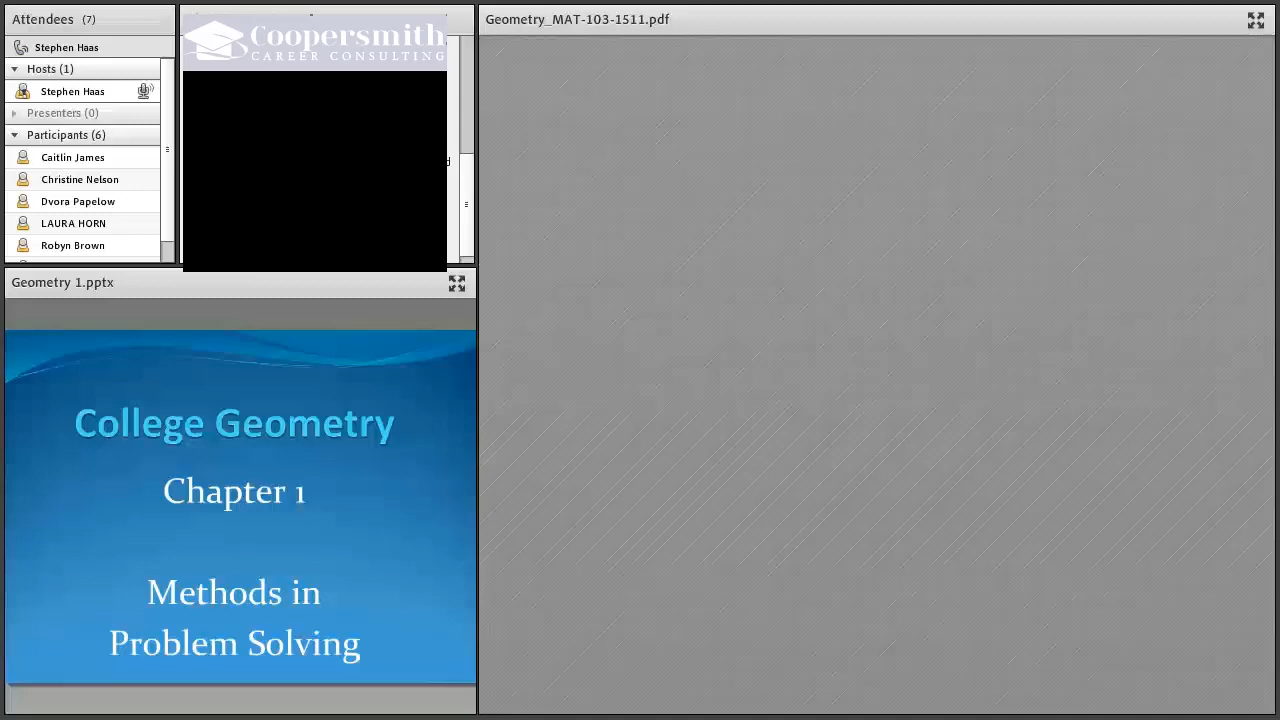 Attendees (7)
Stephen Haas
Hosts (1)
Stephen Haas
Presenters (0)
Participants (6)
Caitlin James
Christine Nelson
Dvora Papelow
LAURA HORN
Robyn Brown
Coopersmith
CAREER CONSULTING
d
Geometry 1.pptx
College Geometry
Chapter 1
Methods in
Problem Solving
Geometry_MAT-103-1511.pdf